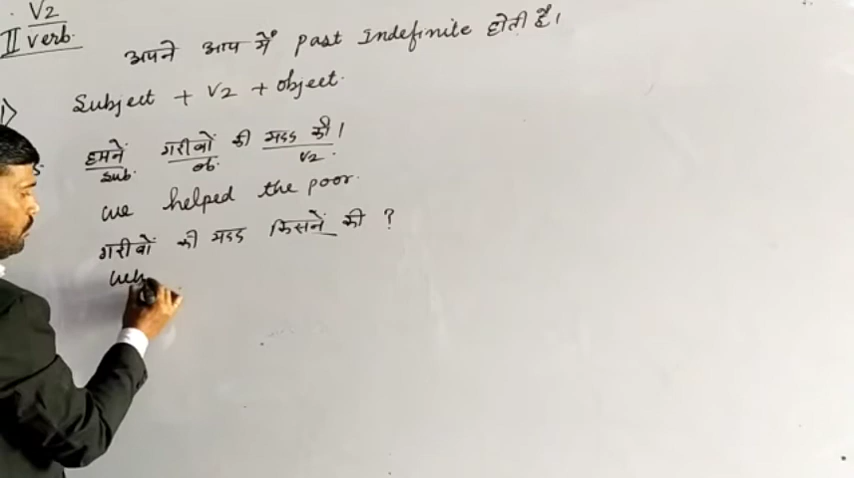 V2
II verb.
अपने आप में Past Indefinite होती है।
Subject + V2 + object.
हमनें गरीबों की मदद की।
Sub. ob. V2.
we helped the poor.
गरीबों की मदद किसनें की ?